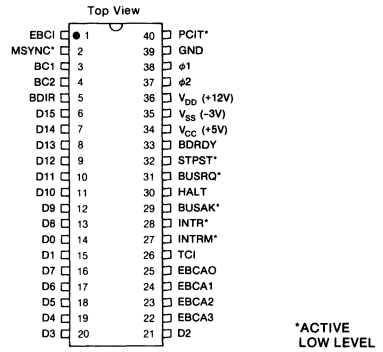 Top View
EBCI 1 40 PCIT*
MSYNC* 2 39 GND
BC1 3 38 ϕ1
BC2 4 37 ϕ2
BDIR 5 36 VDD (+12V)
D15 6 35 VSS (−3V)
D14 7 34 VCC (+5V)
D13 8 33 BDRDY
D12 9 32 STPST*
D11 10 31 BUSRQ*
D10 11 30 HALT
D9 12 29 BUSAK*
D8 13 28 INTR*
D0 14 27 INTRM*
D1 15 26 TCI
D7 16 25 EBCAO
D6 17 24 EBCA1
D5 18 23 EBCA2
D4 19 22 EBCA3
D3 20 21 D2
*ACTIVE
LOW LEVEL